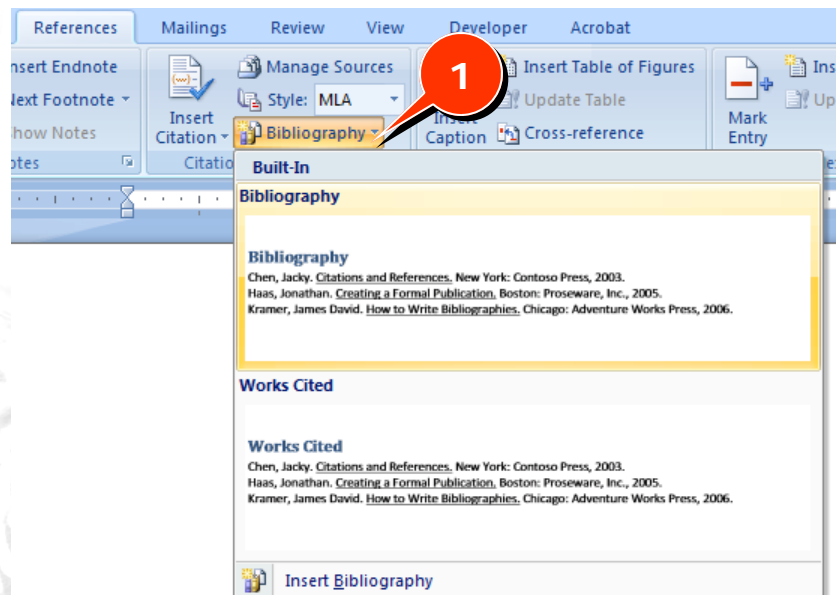 References Mailings Review View Developer Acrobat
nsert Endnote Manage Sources Insert Table of Figures Ins
Next Footnote Style: MLA Update Table Up
how Notes Insert Citation Bibliography Insert Caption Cross-reference Mark Entry
1
otes Citatio
Built-In
Bibliography
Bibliography
Chen, Jacky. Citations and References. New York: Contoso Press, 2003.
Haas, Jonathan. Creating a Formal Publication. Boston: Proseware, Inc., 2005.
Kramer, James David. How to Write Bibliographies. Chicago: Adventure Works Press, 2006.
Works Cited
Works Cited
Chen, Jacky. Citations and References. New York: Contoso Press, 2003.
Haas, Jonathan. Creating a Formal Publication. Boston: Proseware, Inc., 2005.
Kramer, James David. How to Write Bibliographies. Chicago: Adventure Works Press, 2006.
Insert Bibliography